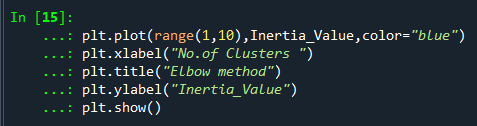 In [15]:
...: plt.plot(range(1,10),Inertia_Value,color="blue")
...: plt.xlabel("No.of Clusters ")
...: plt.title("Elbow method")
...: plt.ylabel("Inertia_Value")
...: plt.show()